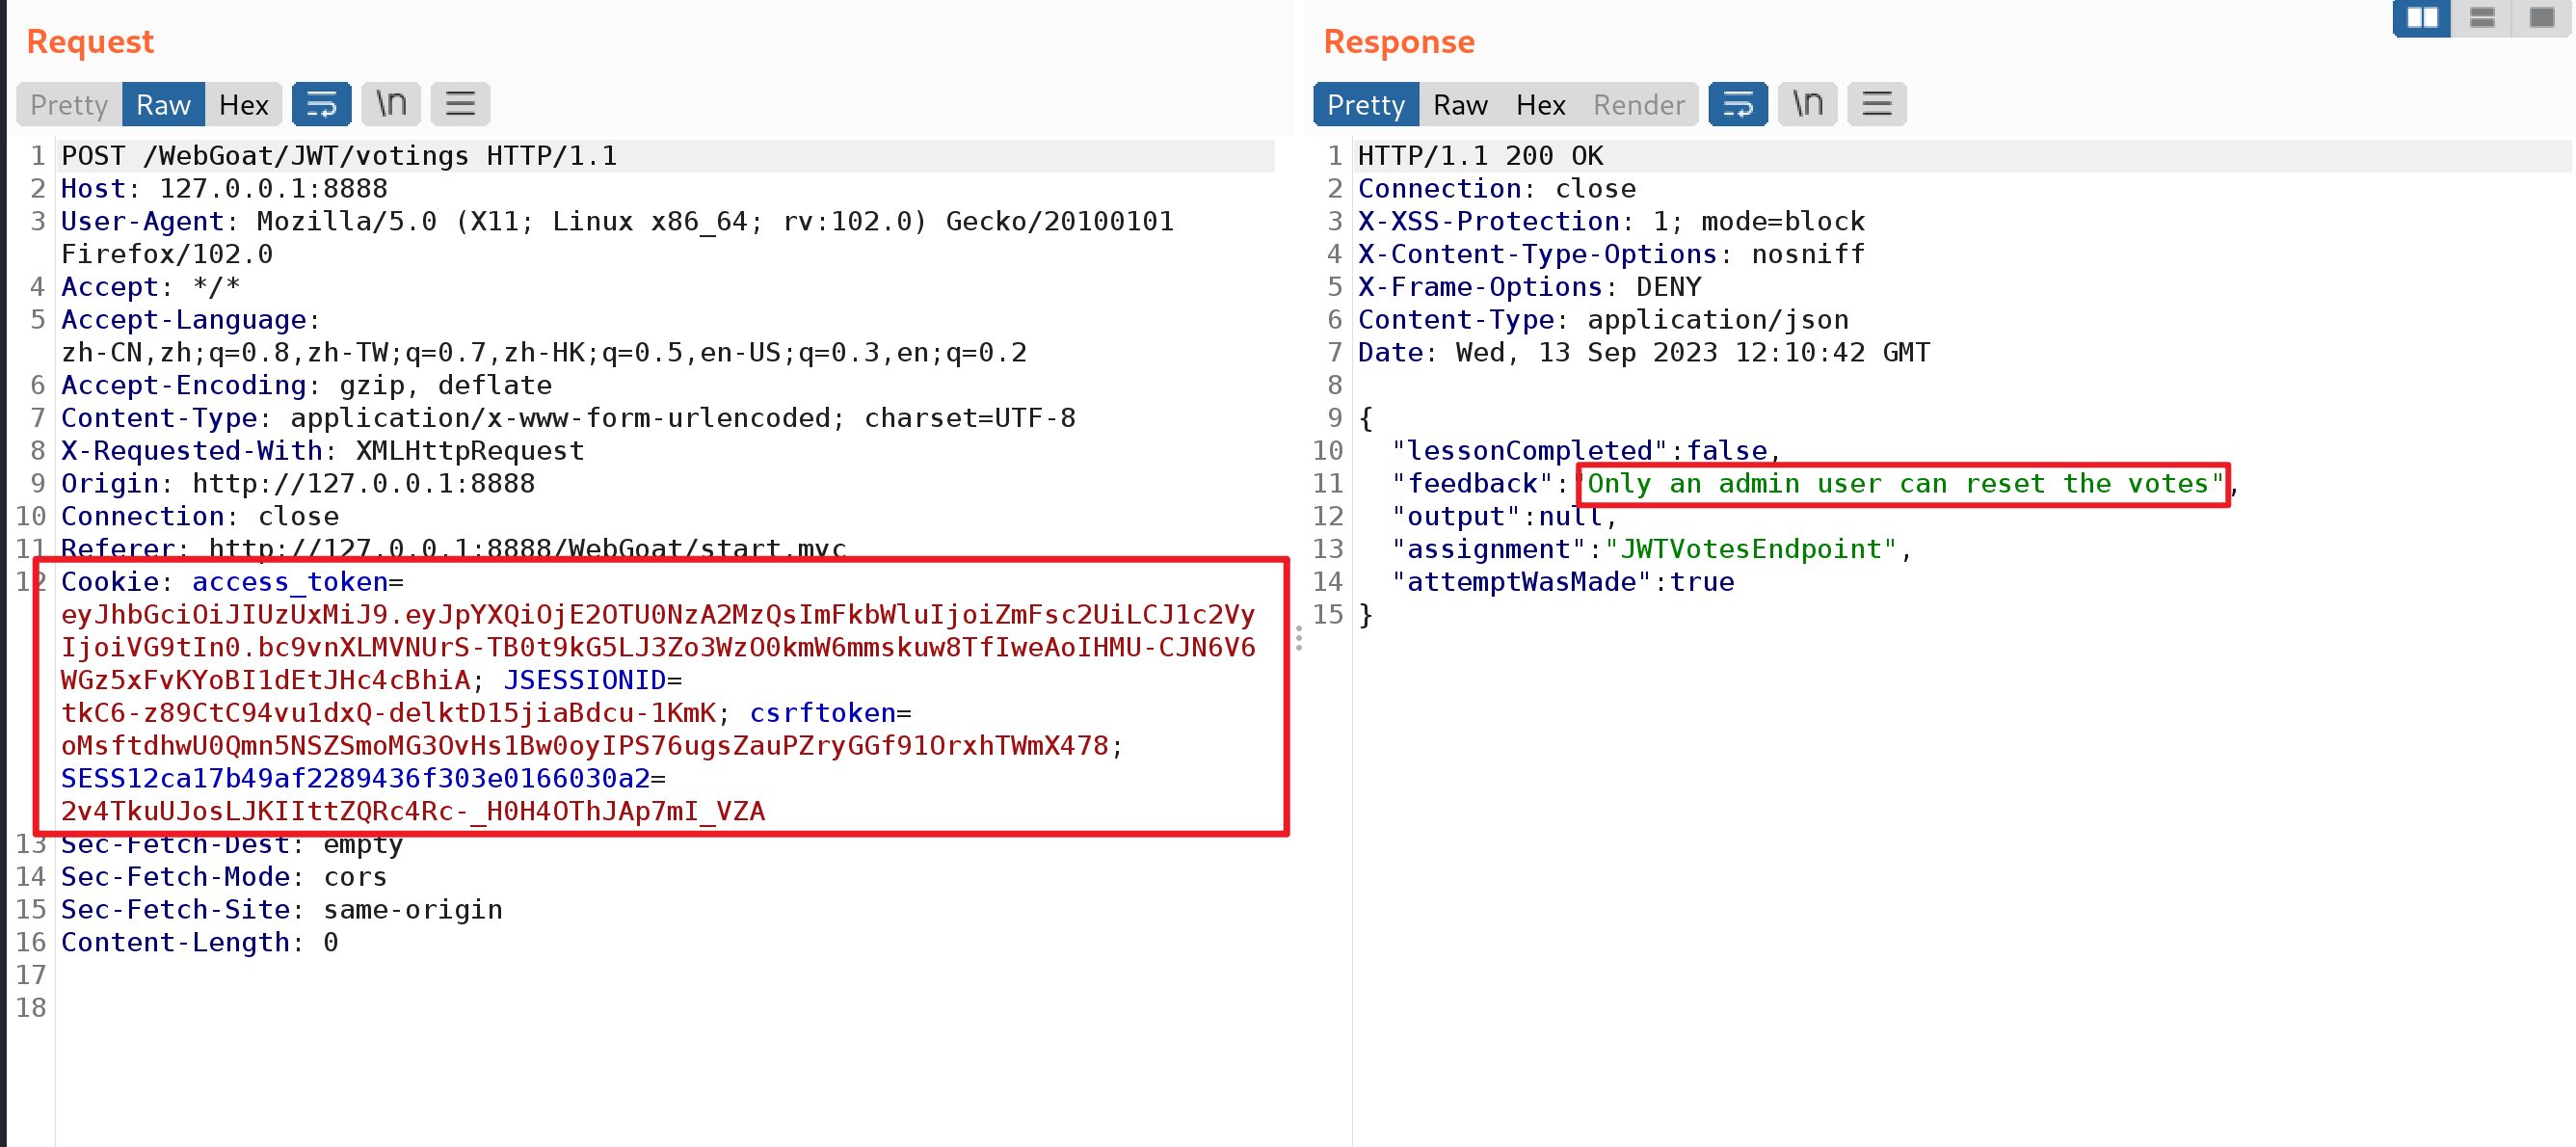 Request
Pretty Raw Hex \n
1 POST /WebGoat/JWT/votings HTTP/1.1
2 Host: 127.0.0.1:8888
3 User-Agent: Mozilla/5.0 (X11; Linux x86_64; rv:102.0) Gecko/20100101
Firefox/102.0
4 Accept: */*
5 Accept-Language:
zh-CN,zh;q=0.8,zh-TW;q=0.7,zh-HK;q=0.5,en-US;q=0.3,en;q=0.2
6 Accept-Encoding: gzip, deflate
7 Content-Type: application/x-www-form-urlencoded; charset=UTF-8
8 X-Requested-With: XMLHttpRequest
9 Origin: http://127.0.0.1:8888
10 Connection: close
11 Referer: http://127.0.0.1:8888/WebGoat/start.mvc
12 Cookie: access_token=
eyJhbGciOiJIUzUxMiJ9.eyJpYXQiOjE2OTU0NzA2MzQsImFkbWluIjoiZmFsc2UiLCJ1c2Vy
IjoiVG9tIn0.bc9vnXLMVNUrS-TB0t9kG5LJ3Zo3WzO0kmW6mmskuw8TfIweAoIHMU-CJN6V6
WGz5xFvKYoBI1dEtJHc4cBhiA; JSESSIONID=
tkC6-z89CtC94vu1dxQ-delktD15jiaBdcu-1KmK; csrftoken=
oMsftdhwU0Qmn5NSZSmoMG3OvHs1Bw0oyIPS76ugsZauPZryGGf91OrxhTWmX478;
SESS12ca17b49af2289436f303e0166030a2=
2v4TkuUJosLJKIIttZQRc4Rc-_H0H4OThJAp7mI_VZA
13 Sec-Fetch-Dest: empty
14 Sec-Fetch-Mode: cors
15 Sec-Fetch-Site: same-origin
16 Content-Length: 0
17
18
Response
Pretty Raw Hex Render \n
1 HTTP/1.1 200 OK
2 Connection: close
3 X-XSS-Protection: 1; mode=block
4 X-Content-Type-Options: nosniff
5 X-Frame-Options: DENY
6 Content-Type: application/json
7 Date: Wed, 13 Sep 2023 12:10:42 GMT
8
9 {
10 "lessonCompleted":false,
11 "feedback":"Only an admin user can reset the votes",
12 "output":null,
13 "assignment":"JWTVotesEndpoint",
14 "attemptWasMade":true
15 }